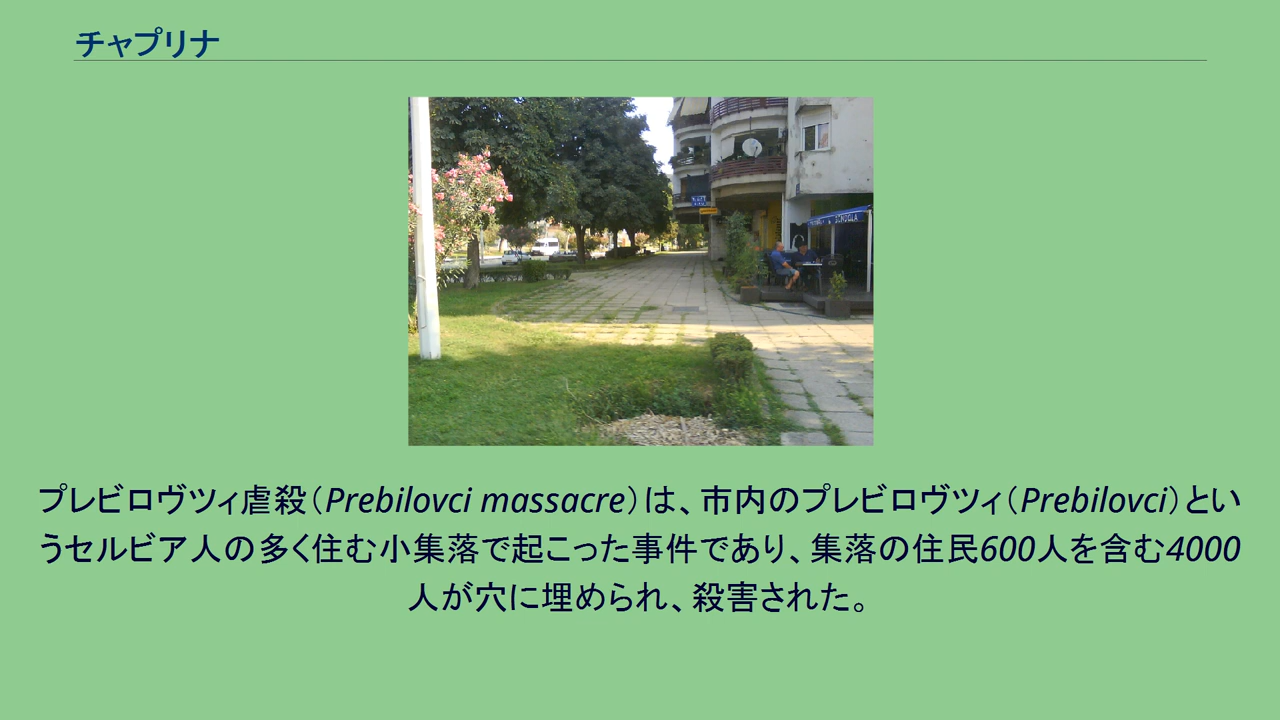 チャプリナ
プレビロヴツィ虐殺（Prebilovci massacre）は、市内のプレビロヴツィ（Prebilovci）とい
うセルビア人の多く住む小集落で起こった事件であり、集落の住民600人を含む4000
人が穴に埋められ、殺害された。